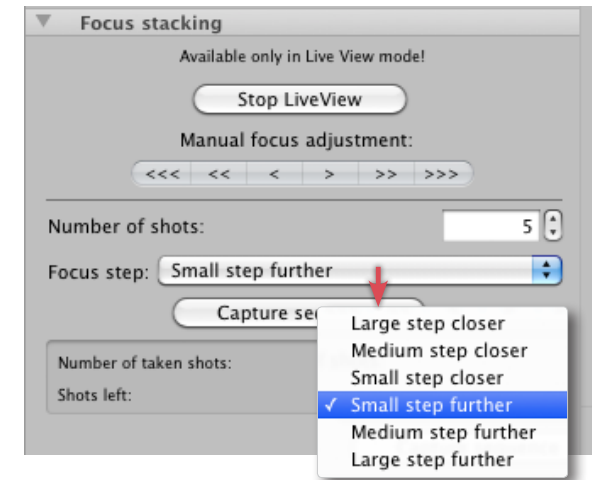 Focus stacking
Available only in Live View mode!
Stop LiveView
Manual focus adjustment:
<<< << < > >> >>>
Number of shots: 5
Focus step: Small step further
Capture se
Large step closer
Medium step closer
Small step closer
✓ Small step further
Medium step further
Large step further
Number of taken shots:
Shots left: